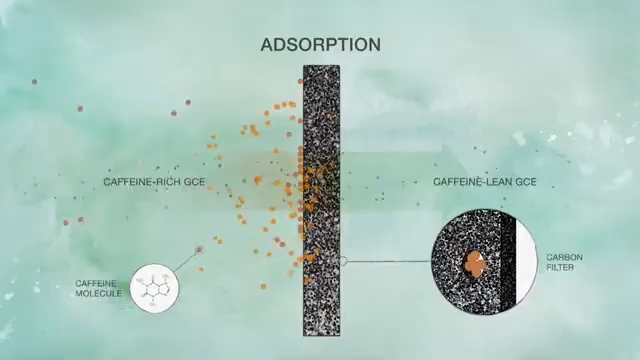 ADSORPTION
CAFFEINE-RICH GCE
CAFFEINE-LEAN GCE
CAFFEINE
MOLECULE
CARBON
FILTER